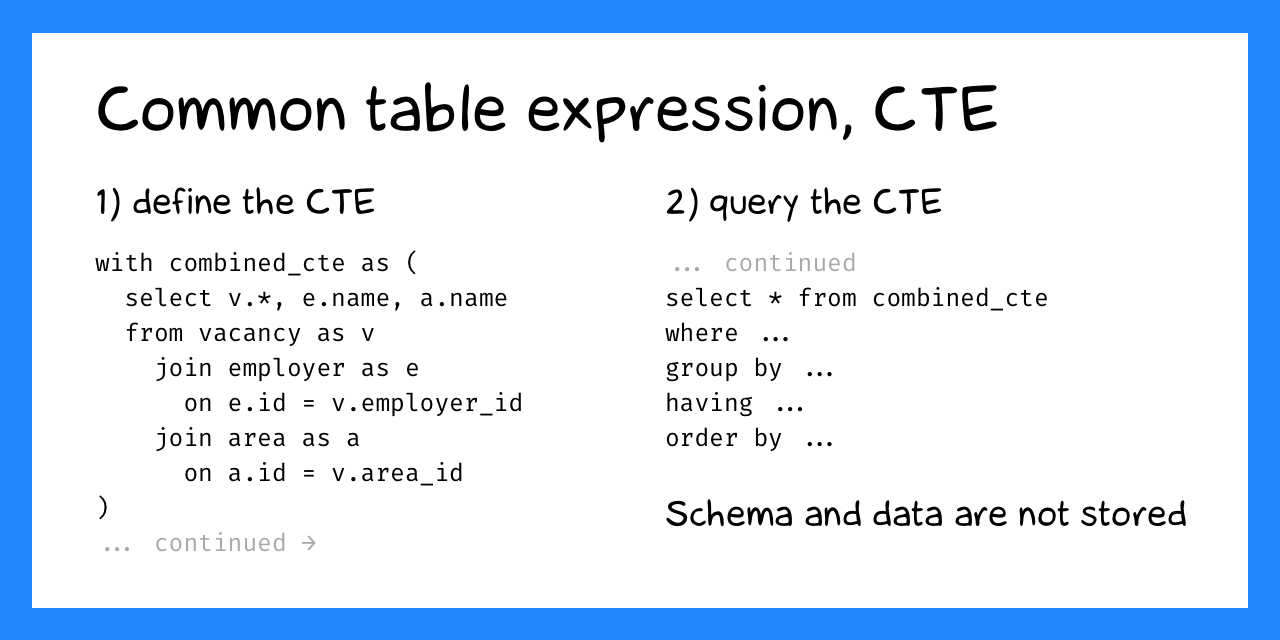 Common table expression, CTE
1) define the CTE
with combined_cte as (
  select v.*, e.name, a.name
  from vacancy as v
    join employer as e
      on e.id = v.employer_id
    join area as a
      on a.id = v.area_id
)
... continued →
2) query the CTE
... continued
select * from combined_cte
where ...
group by ...
having ...
order by ...
Schema and data are not stored